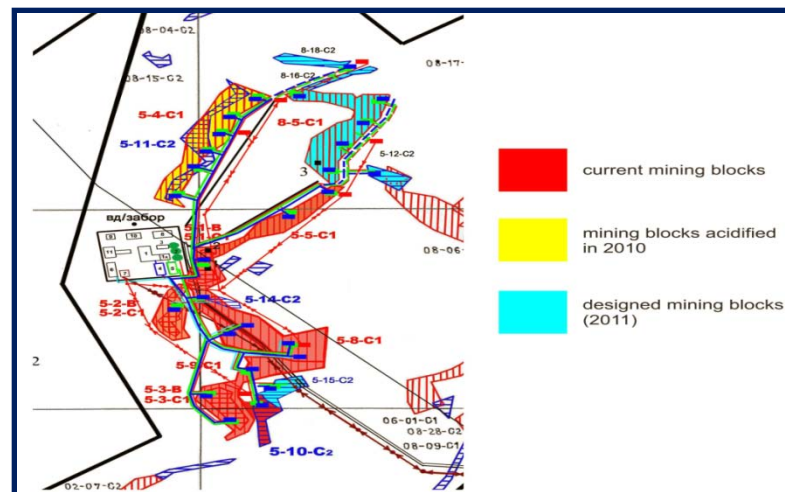 08-04-C2
8-18-C2
08-17-
8-16-C2
08-15-C2
5-4-C1
8-5-C1
5-11-C2
5-12-C2
3
вд/забор
5-1-B
5-5-C1
08-06-
5-2-B
5-2-C1
5-14-C2
5-8-C1
2
5-9-C1
5-15-C2
5-3-B
5-3-C1
5-10-C2
06-01-C1
08-28-C2
08-09-C1
02-07-C2
current mining blocks
mining blocks acidified
in 2010
designed mining blocks
(2011)